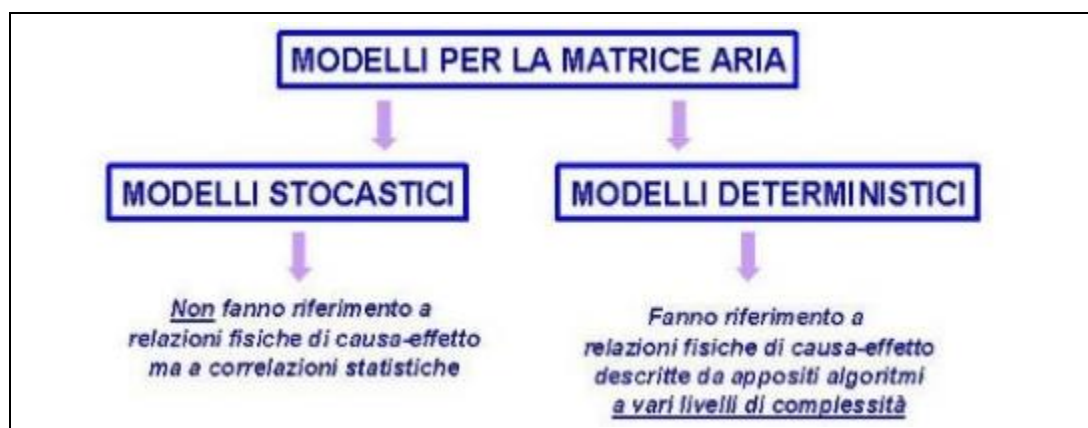 MODELLI PER LA MATRICE ARIA
MODELLI STOCASTICI
MODELLI DETERMINISTICI
Non fanno riferimento a
relazioni fisiche di causa-effetto
ma a correlazioni statistiche
Fanno riferimento a
relazioni fisiche di causa-effetto
descritte da appositi algoritmi
a vari livelli di complessità